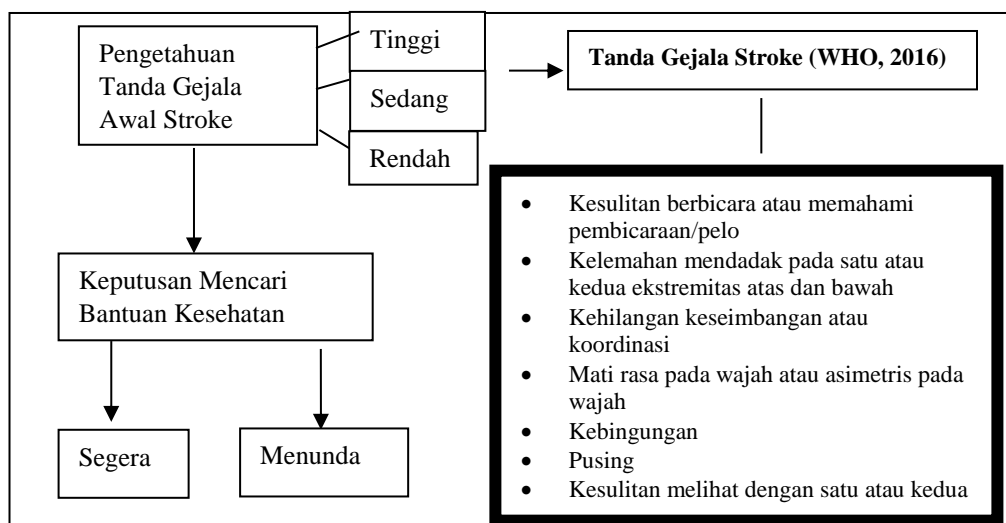 Pengetahuan
Tanda Gejala
Awal Stroke
Tinggi
Sedang
Rendah
Tanda Gejala Stroke (WHO, 2016)
• Kesulitan berbicara atau memahami
pembicaraan/pelo
• Kelemahan mendadak pada satu atau
kedua ekstremitas atas dan bawah
• Kehilangan keseimbangan atau
koordinasi
• Mati rasa pada wajah atau asimetris pada
wajah
• Kebingungan
• Pusing
• Kesulitan melihat dengan satu atau kedua
Keputusan Mencari
Bantuan Kesehatan
Segera
Menunda